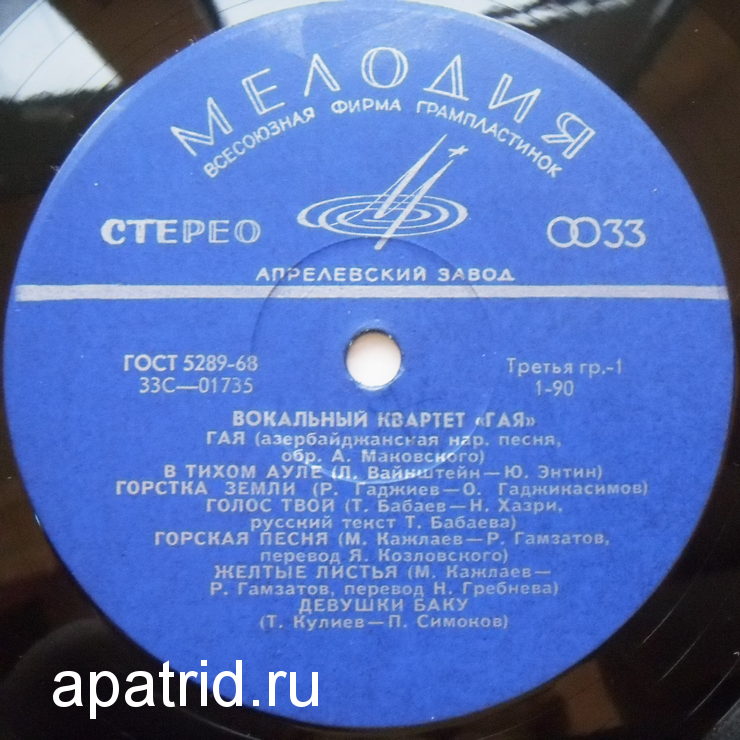 МЕЛОДИЯ
ВСЕСОЮЗНАЯ ФИРМА ГРАМПЛАСТИНОК
СТЕРЕО 33
АПРЕЛЕВСКИЙ ЗАВОД
ГОСТ 5289-68 Третья гр.-1
33С—01735 1-90
ВОКАЛЬНЫЙ КВАРТЕТ «ГАЯ»
ГАЯ (азербайджанская нар. песня,
обр. А. Маковского)
В ТИХОМ АУЛЕ (Л. Вайнштейн—Ю. Энтин)
ГОРСТКА ЗЕМЛИ (Р. Гаджиев—О. Гаджикасимов)
ГОЛОС ТВОЙ (Т. Бабаев—Н. Хазри,
русский текст Т. Бабаева)
ГОРСКАЯ ПЕСНЯ (М. Кажлаев—Р. Гамзатов,
перевод Я. Козловского)
ЖЕЛТЫЕ ЛИСТЬЯ (М. Кажлаев—
Р. Гамзатов, перевод Н. Гребнева)
ДЕВУШКИ БАКУ
(Т. Кулиев—П. Симонов)
apatrid.ru